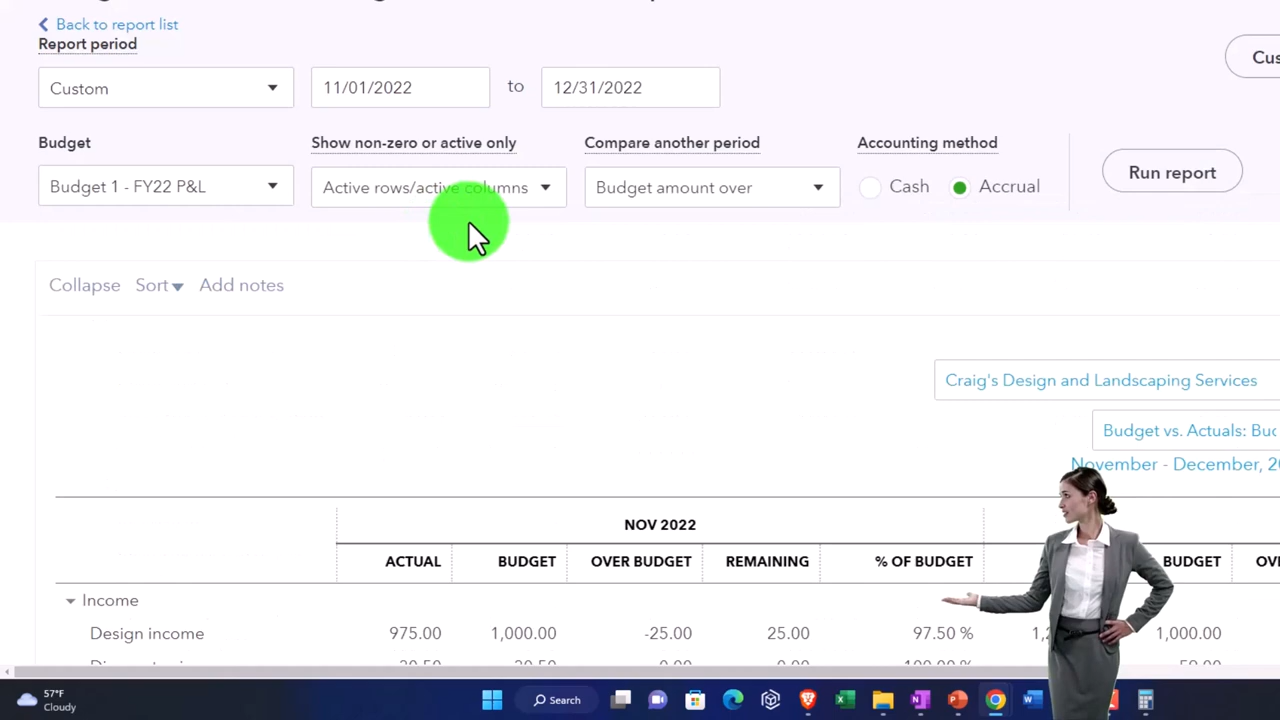 Back to report list
Report period
Custom 11/01/2022 to 12/31/2022
Budget Show non-zero or active only Compare another period Accounting method
Budget 1 - FY22 P&L Active rows/active columns Budget amount over Cash Accrual Run report
Collapse Sort Add notes
Craig's Design and Landscaping Services
Budget vs. Actuals:
November - December,
NOV 2022
ACTUAL BUDGET OVER BUDGET REMAINING % OF BUDGET BUDGET
Income
Design income 975.00 1,000.00 -25.00 25.00 97.50 % 1,000.00
57°F
Cloudy
Search